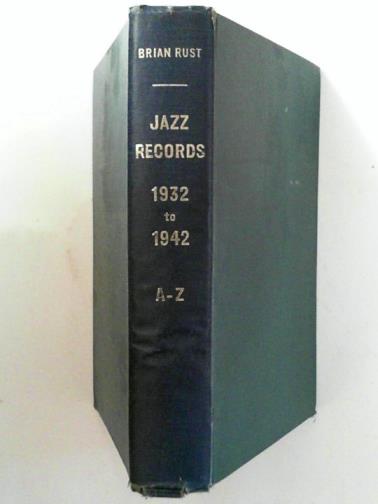 BRIAN RUST
JAZZ
RECORDS
1932
to
1942
A-Z